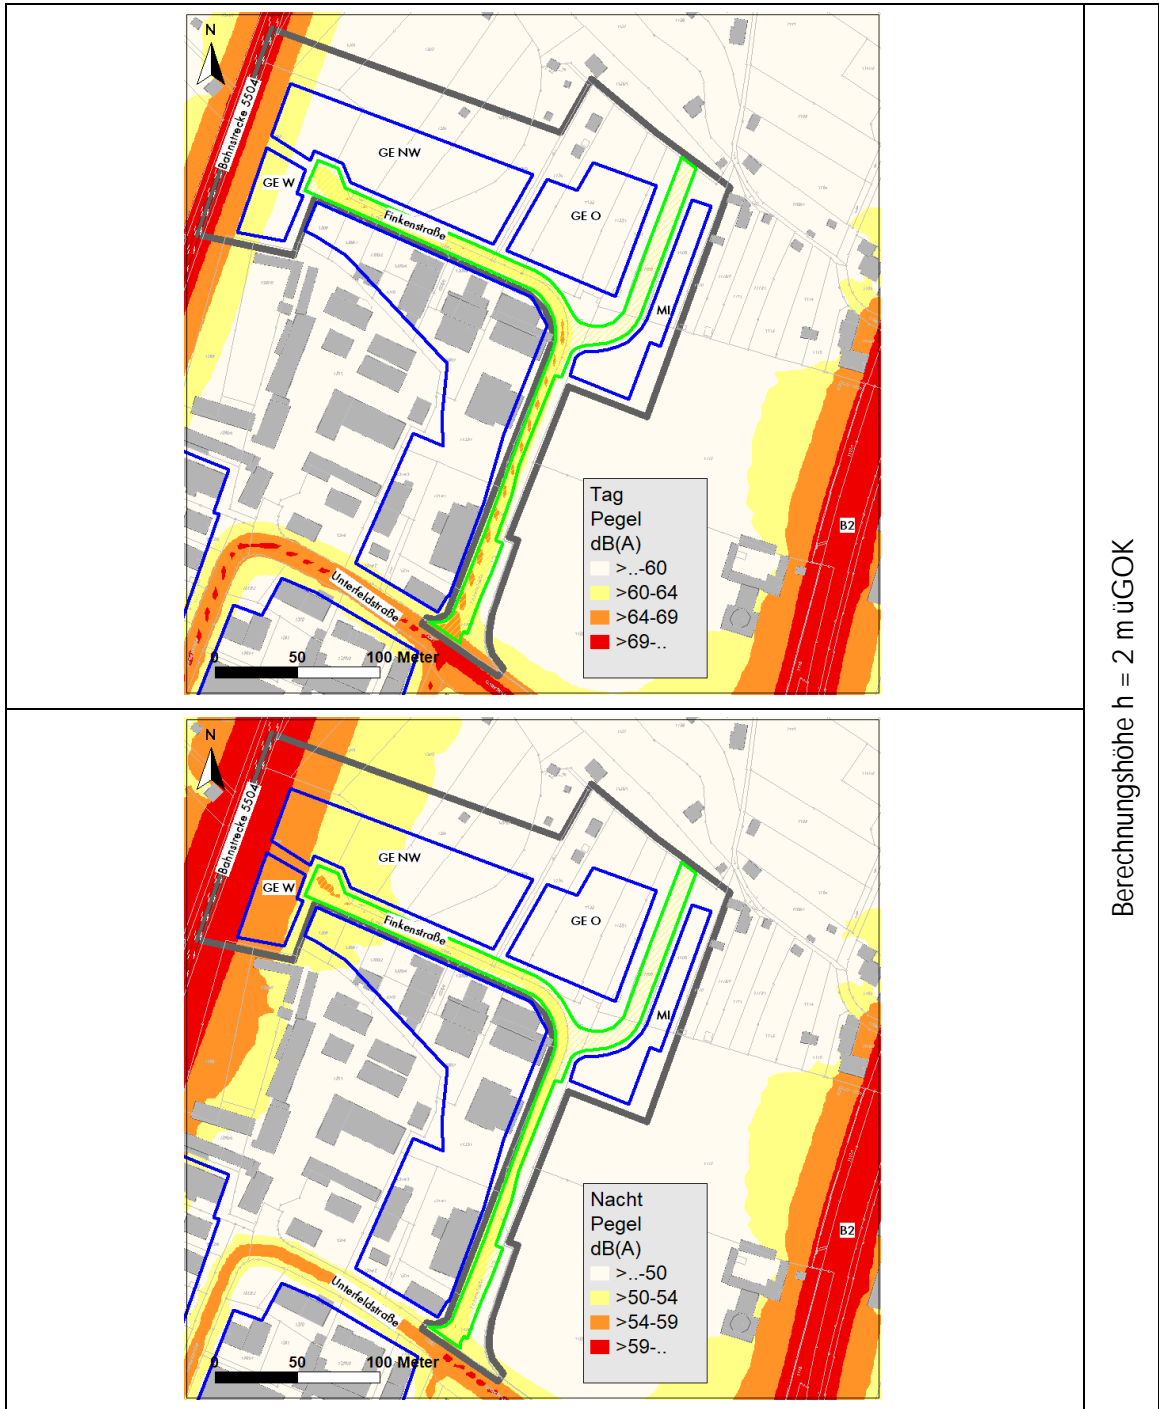 N
Bahnstrecke 5504
GE NW
GE W
GE O
Finkenstraße
MI
B2
Unterfeldstraße
Tag
Pegel
dB(A)
>..-60
>60-64
>64-69
>69-..
0 50 100 Meter
N
Bahnstrecke 5504
GE NW
GE W
GE O
Finkenstraße
MI
B2
Unterfeldstraße
Nacht
Pegel
dB(A)
>..-50
>50-54
>54-59
>59-..
0 50 100 Meter
Berechnungshöhe h = 2 m üGOK